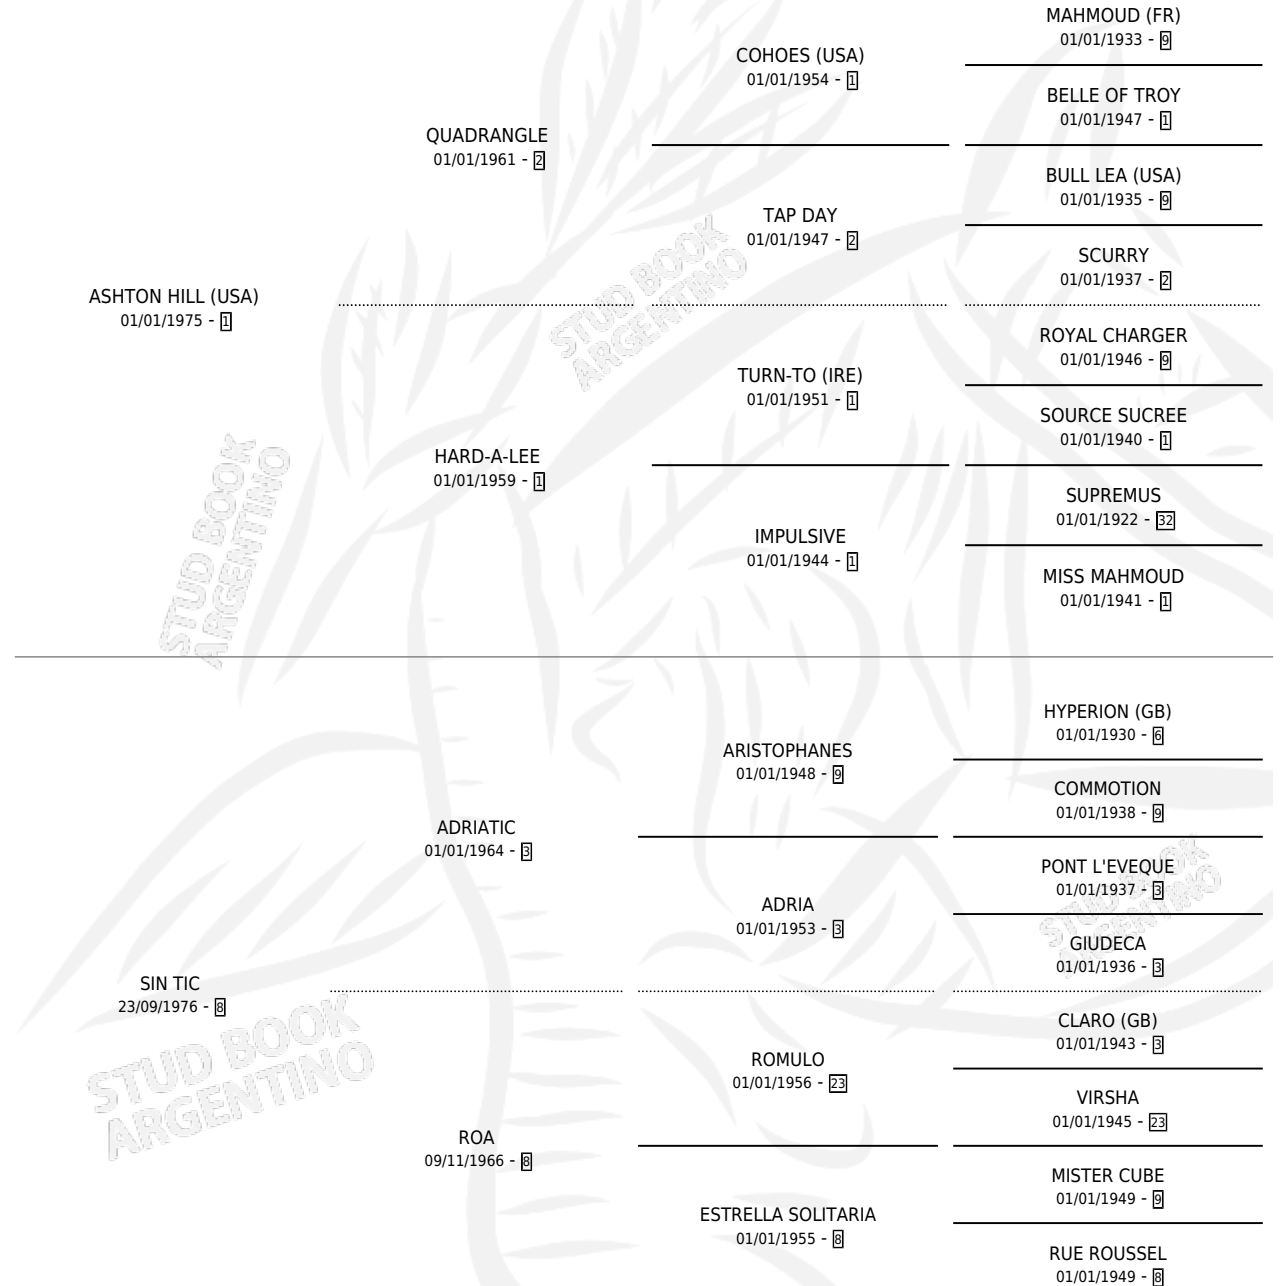 MAHMOUD (FR)
01/01/1933 - 9
COHOES (USA)
01/01/1954 - 1
BELLE OF TROY
01/01/1947 - 1
QUADRANGLE
01/01/1961 - 2
BULL LEA (USA)
01/01/1935 - 9
TAP DAY
01/01/1947 - 2
SCURRY
01/01/1937 - 2
ASHTON HILL (USA)
01/01/1975 - 1
ROYAL CHARGER
01/01/1946 - 9
TURN-TO (IRE)
01/01/1951 - 1
SOURCE SUCREE
01/01/1940 - 1
HARD-A-LEE
01/01/1959 - 1
SUPREMUS
01/01/1922 - 32
IMPULSIVE
01/01/1944 - 1
MISS MAHMOUD
01/01/1941 - 1
HYPERION (GB)
01/01/1930 - 6
ARISTOPHANES
01/01/1948 - 9
COMMOTION
01/01/1938 - 9
ADRIATIC
01/01/1964 - 3
PONT L'EVEQUE
01/01/1937 - 3
ADRIA
01/01/1953 - 3
GIUDECA
01/01/1936 - 3
SIN TIC
23/09/1976 - 8
CLARO (GB)
01/01/1943 - 3
ROMULO
01/01/1956 - 23
VIRSHA
01/01/1945 - 23
ROA
09/11/1966 - 8
MISTER CUBE
01/01/1949 - 9
ESTRELLA SOLITARIA
01/01/1955 - 8
RUE ROUSSEL
01/01/1949 - 8
STUD BOOK
ARGENTINO
STUD BOOK
ARGENTINO
STUD BOOK
ARGENTINO
STUD BOOK
ARGENTINO